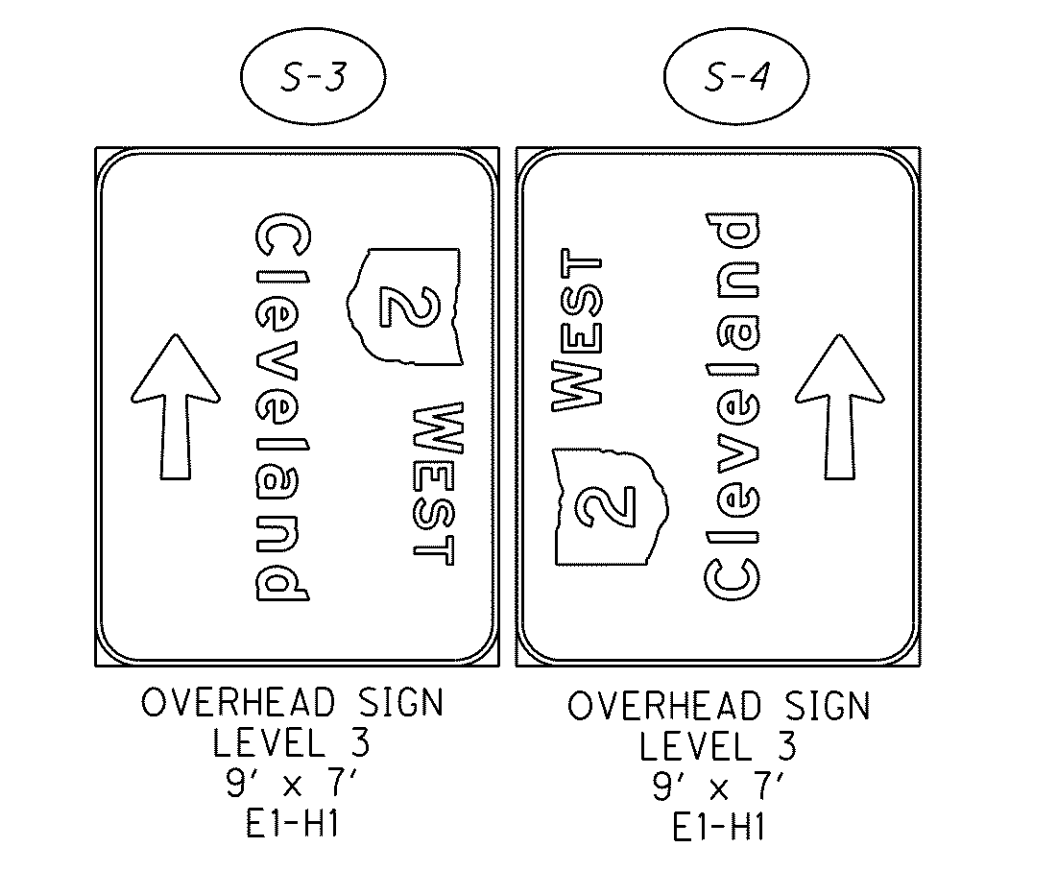 S-3
2 WEST
Cleveland
OVERHEAD SIGN
LEVEL 3
9' x 7'
E1-H1
S-4
2 WEST
Cleveland
OVERHEAD SIGN
LEVEL 3
9' x 7'
E1-H1